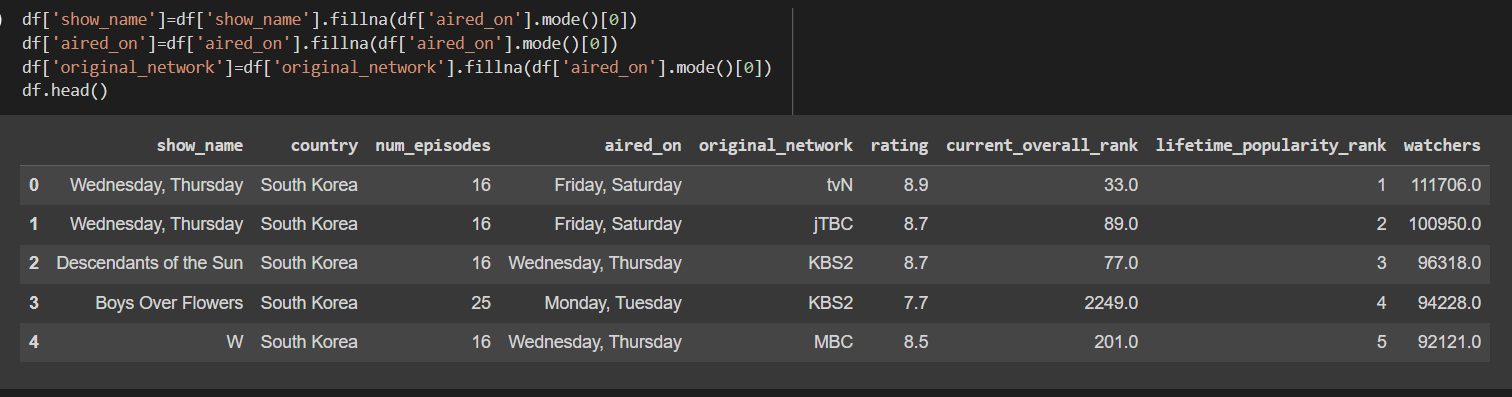 df['show_name']=df['show_name'].fillna(df['aired_on'].mode()[0])
df['aired_on']=df['aired_on'].fillna(df['aired_on'].mode()[0])
df['original_network']=df['original_network'].fillna(df['aired_on'].mode()[0])
df.head()
show_name country num_episodes aired_on original_network rating current_overall_rank lifetime_popularity_rank watchers
0 Wednesday, Thursday South Korea 16 Friday, Saturday tvN 8.9 33.0 1 111706.0
1 Wednesday, Thursday South Korea 16 Friday, Saturday jTBC 8.7 89.0 2 100950.0
2 Descendants of the Sun South Korea 16 Wednesday, Thursday KBS2 8.7 77.0 3 96318.0
3 Boys Over Flowers South Korea 25 Monday, Tuesday KBS2 7.7 2249.0 4 94228.0
4 W South Korea 16 Wednesday, Thursday MBC 8.5 201.0 5 92121.0